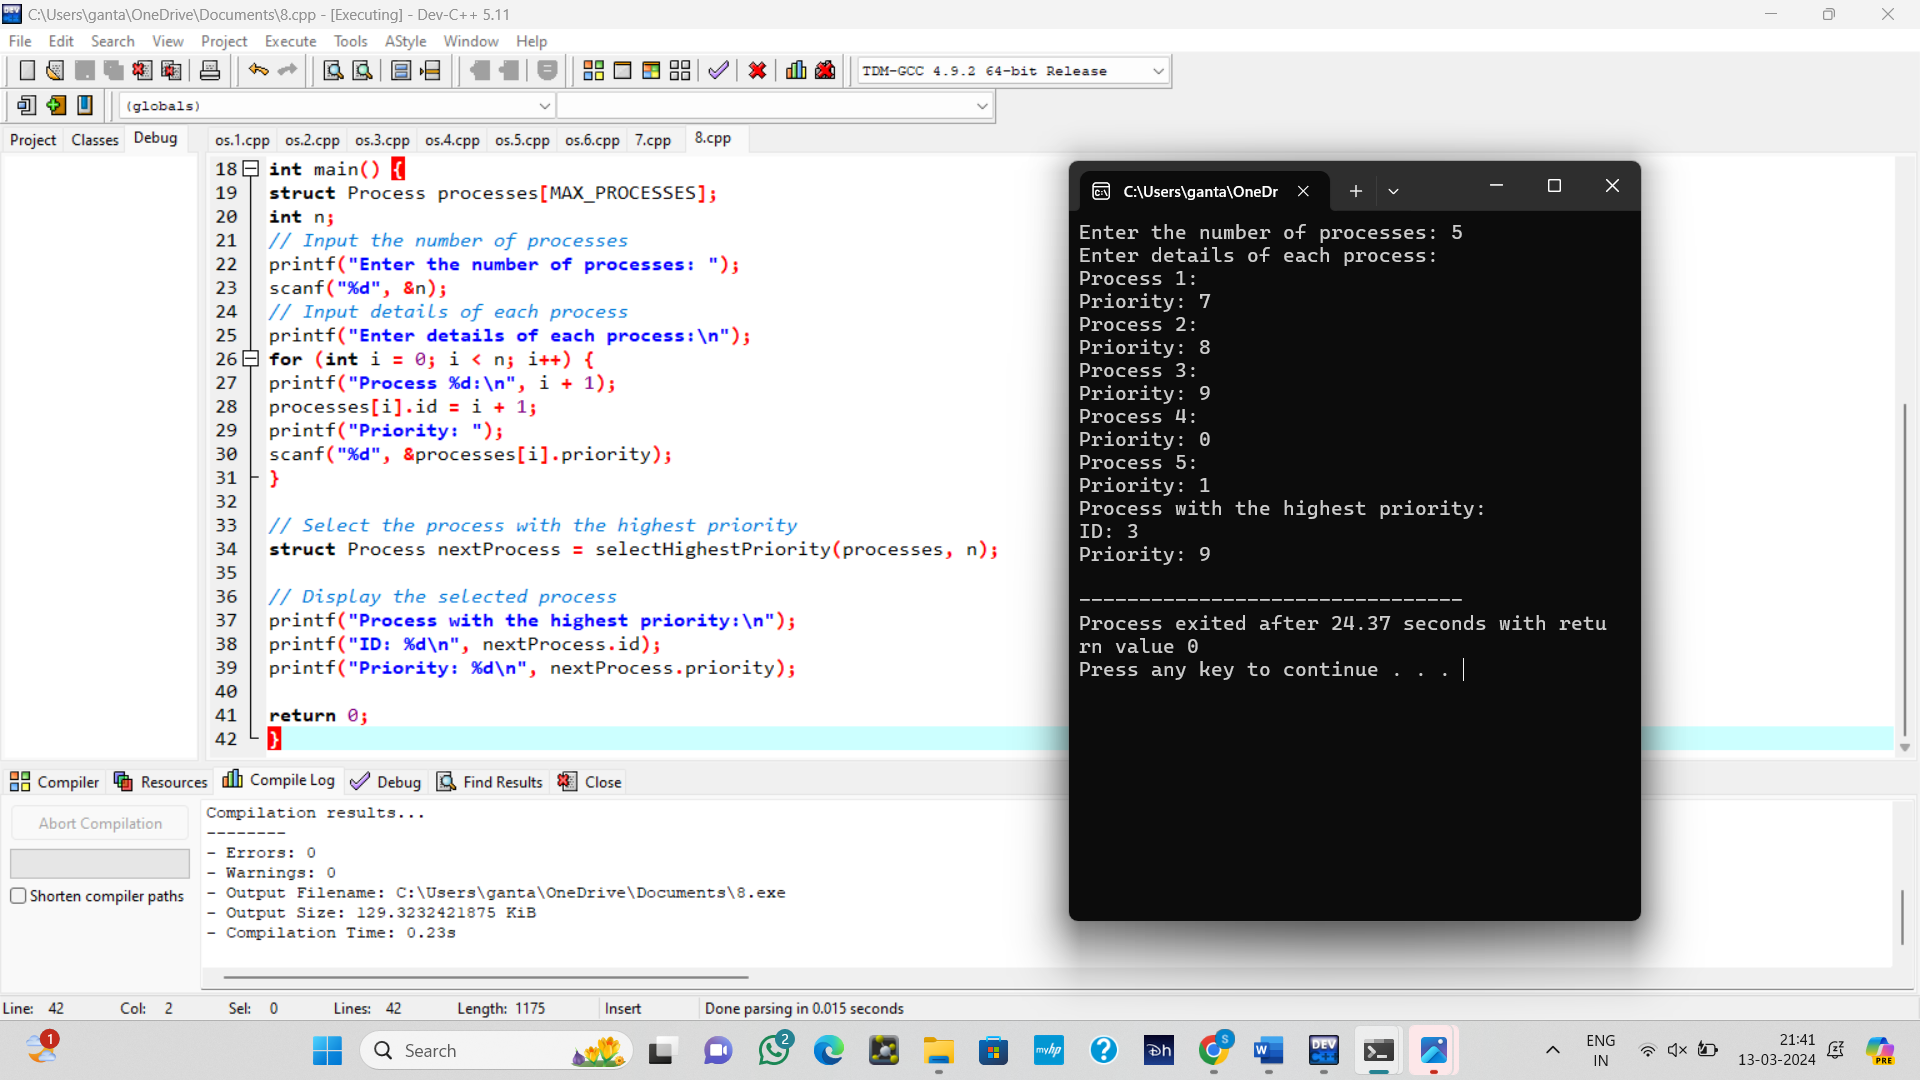 C:\Users\ganta\OneDrive\Documents\8.cpp - [Executing] - Dev-C++ 5.11
File Edit Search View Project Execute Tools AStyle Window Help
TDM-GCC 4.9.2 64-bit Release
(globals)
Project Classes Debug
os.1.cpp os.2.cpp os.3.cpp os.4.cpp os.5.cpp os.6.cpp 7.cpp 8.cpp
18 int main() {
19 struct Process processes[MAX_PROCESSES];
20 int n;
21 // Input the number of processes
22 printf("Enter the number of processes: ");
23 scanf("%d", &n);
24 // Input details of each process
25 printf("Enter details of each process:\n");
26 for (int i = 0; i < n; i++) {
27 printf("Process %d:\n", i + 1);
28 processes[i].id = i + 1;
29 printf("Priority: ");
30 scanf("%d", &processes[i].priority);
31 }
32
33 // Select the process with the highest priority
34 struct Process nextProcess = selectHighestPriority(processes, n);
35
36 // Display the selected process
37 printf("Process with the highest priority:\n");
38 printf("ID: %d\n", nextProcess.id);
39 printf("Priority: %d\n", nextProcess.priority);
40
41 return 0;
42 }
C:\Users\ganta\OneDr
Enter the number of processes: 5
Enter details of each process:
Process 1:
Priority: 7
Process 2:
Priority: 8
Process 3:
Priority: 9
Process 4:
Priority: 0
Process 5:
Priority: 1
Process with the highest priority:
ID: 3
Priority: 9
--------------------------------
Process exited after 24.37 seconds with retu
rn value 0
Press any key to continue . . .
Compiler Resources Compile Log Debug Find Results Close
Abort Compilation
Shorten compiler paths
Compilation results...
--------
- Errors: 0
- Warnings: 0
- Output Filename: C:\Users\ganta\OneDrive\Documents\8.exe
- Output Size: 129.3232421875 KiB
- Compilation Time: 0.23s
Line: 42 Col: 2 Sel: 0 Lines: 42 Length: 1175 Insert Done parsing in 0.015 seconds
1
Search
2
myhp
?
Dh
S
W
DEV
ENG
IN
21:41
13-03-2024
PRE